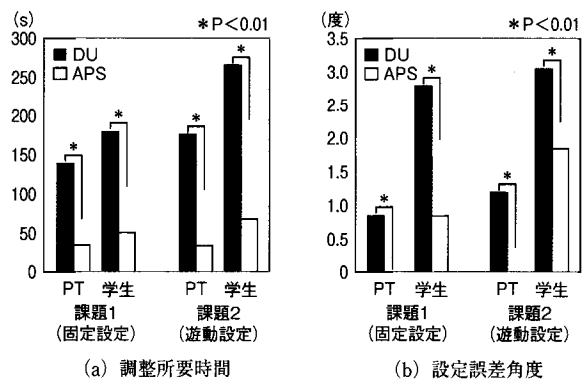 (s)
*P<0.01
300
250
200
150
100
50
0
DU
APS
*
*
*
*
PT 学生 PT 学生
課題1 課題2
(固定設定) (遊動設定)
(a) 調整所要時間
(度)
*P<0.01
3.5
3.0
2.5
2.0
1.5
1.0
0.5
0
DU
APS
*
*
*
*
PT 学生 PT 学生
課題1 課題2
(固定設定) (遊動設定)
(b) 設定誤差角度